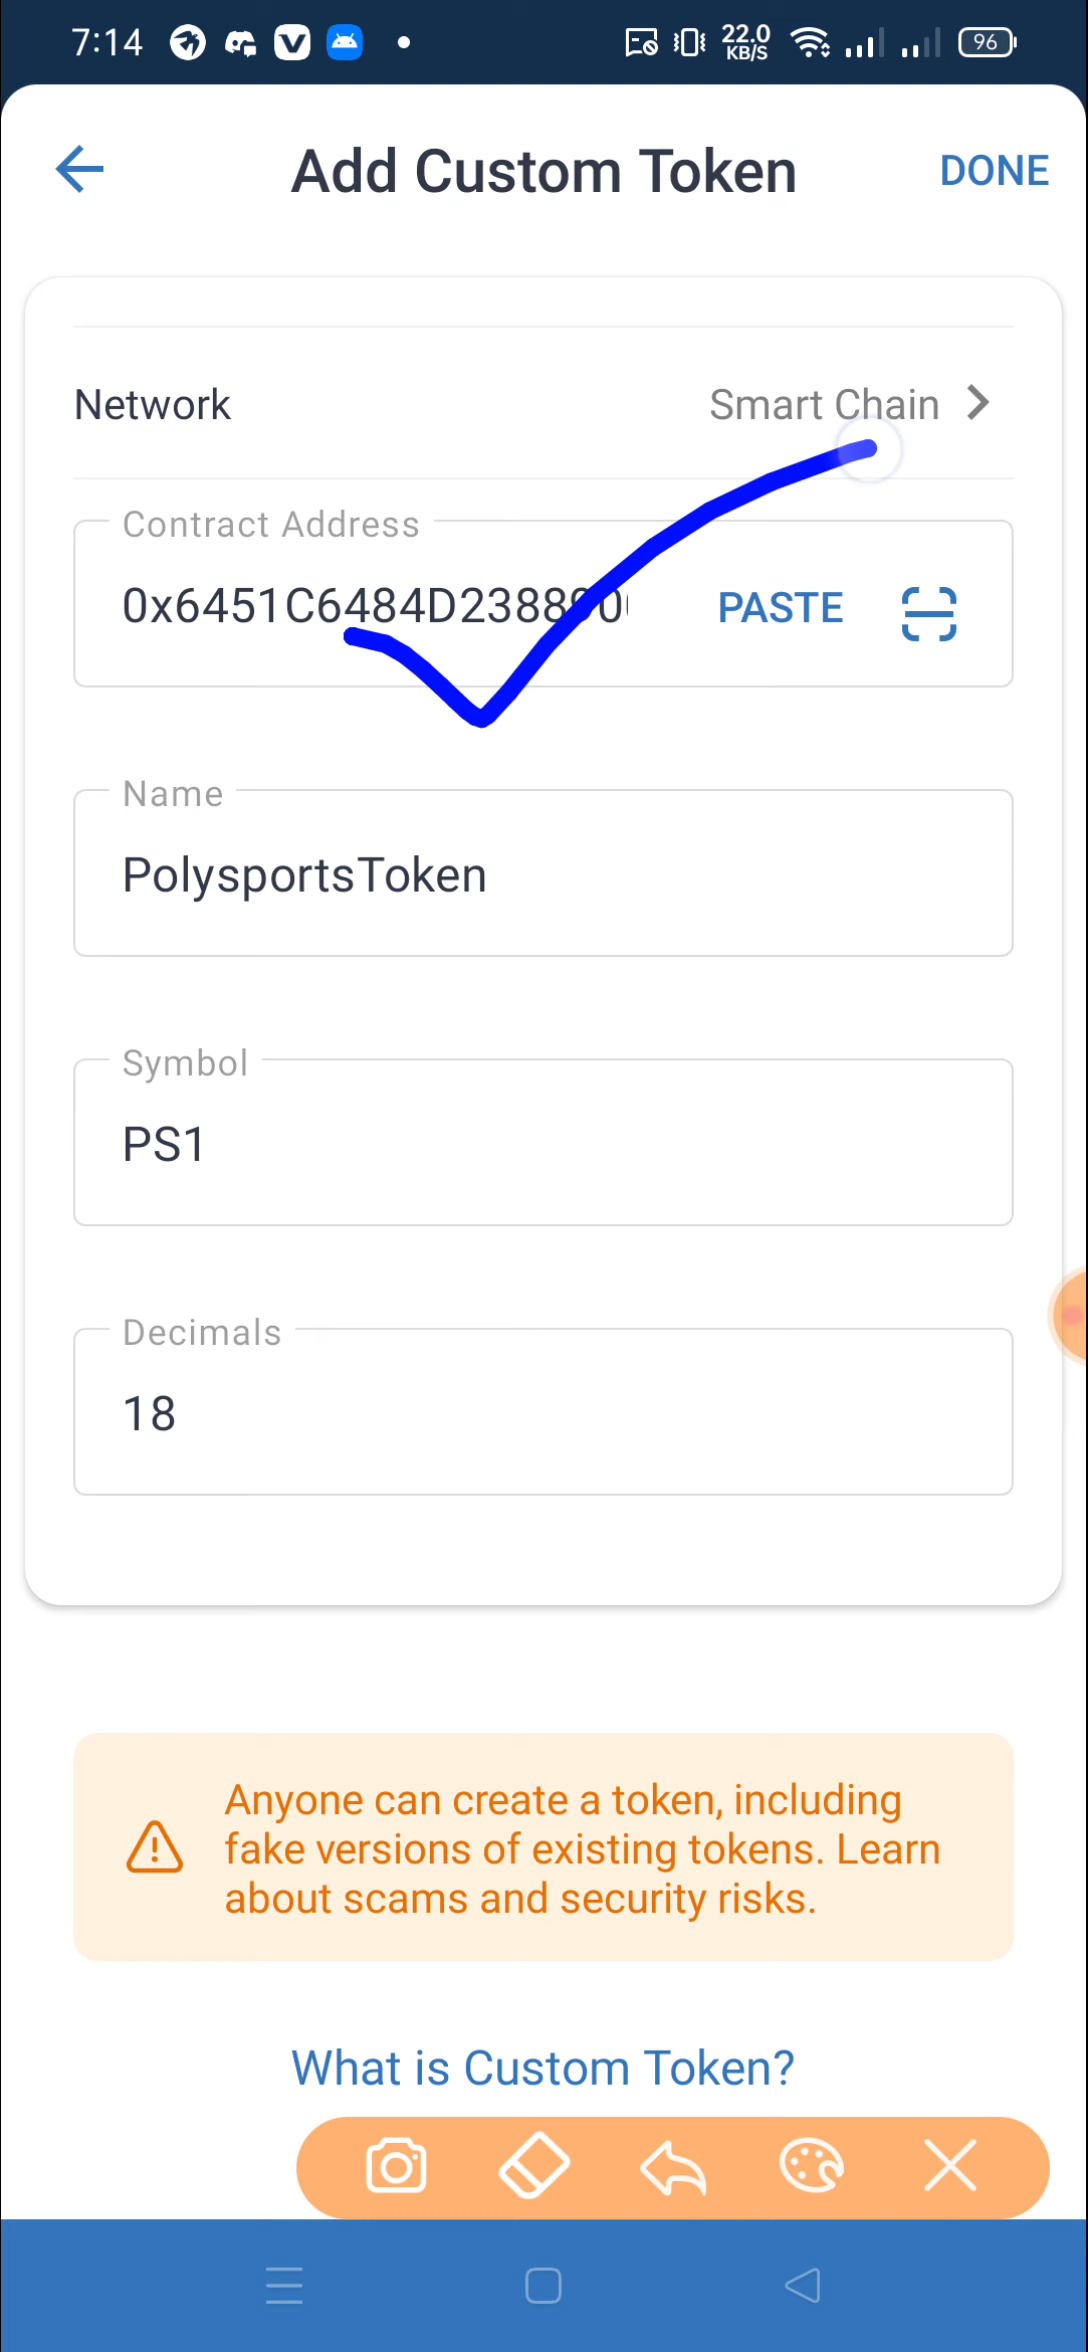 7:14
22.0
KB/S
96
Add Custom Token
DONE
Network
Smart Chain
Contract Address
0x6451C6484D238890
PASTE
Name
PolysportsToken
Symbol
PS1
Decimals
18
Anyone can create a token, including
fake versions of existing tokens. Learn
about scams and security risks.
What is Custom Token?